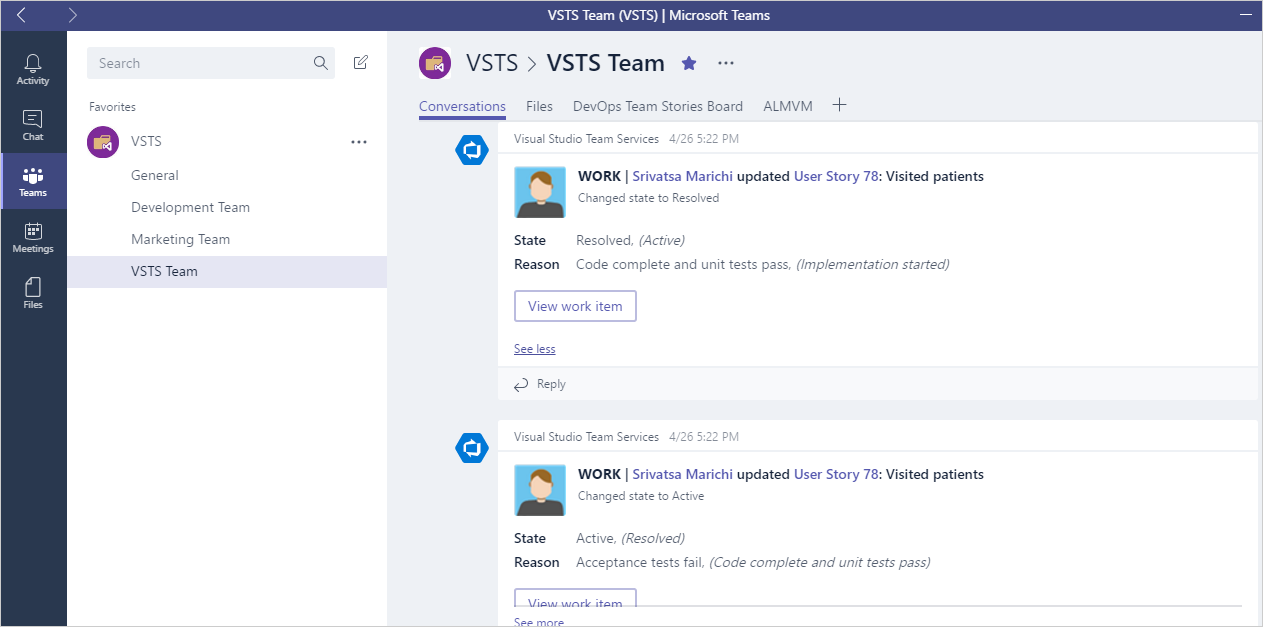 VSTS Team (VSTS) | Microsoft Teams
Activity
Chat
Teams
Meetings
Files
Search
Favorites
VSTS
General
Development Team
Marketing Team
VSTS Team
VSTS > VSTS Team
Conversations Files DevOps Team Stories Board ALMVM
Visual Studio Team Services 4/26 5:22 PM
WORK | Srivatsa Marichi updated User Story 78: Visited patients
Changed state to Resolved
State Resolved, (Active)
Reason Code complete and unit tests pass, (Implementation started)
View work item
See less
Reply
Visual Studio Team Services 4/26 5:22 PM
WORK | Srivatsa Marichi updated User Story 78: Visited patients
Changed state to Active
State Active, (Resolved)
Reason Acceptance tests fail, (Code complete and unit tests pass)
View work item
See more